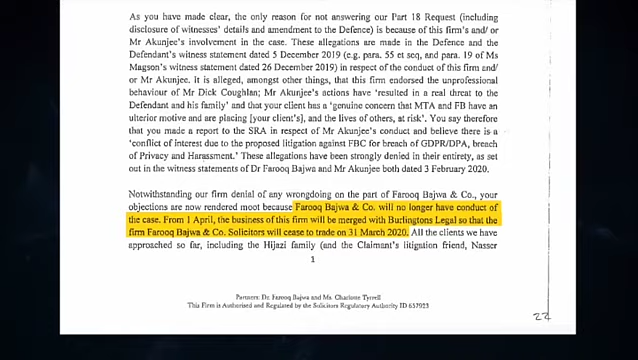 As you have made clear, the only reason for not answering our Part 18 Request (including
disclosure of witnesses' details and amendment to the Defence) is because of this firm's and/ or
Mr Akunjee's involvement in the case. These allegations are made in the Defence and the
Defendant's witness statement dated 5 December 2019 (e.g. para. 55 et seq, and para. 19 of Ms
Magson's witness statement dated 26 December 2019) in respect of the conduct of this firm and/
or Mr Akunjee. It is alleged, amongst other things, that this firm endorsed the unprofessional
behaviour of Mr Dick Coughlan; Mr Akunjee's actions have 'resulted in a real threat to the
Defendant and his family' and that your client has a 'genuine concern that MTA and FB have an
ulterior motive and are placing [your client's], and the lives of others, at risk'. You say therefore
that you made a report to the SRA in respect of Mr Akunjee's conduct and believe there is a
'conflict of interest due to the proposed litigation against FBC for breach of GDPR/DPA, breach
of Privacy and Harassment.' These allegations have been strongly denied in their entirety, as set
out in the witness statements of Dr Farooq Bajwa and Mr Akunjee both dated 3 February 2020.
Notwithstanding our firm denial of any wrongdoing on the part of Farooq Bajwa & Co., your
objections are now rendered moot because Farooq Bajwa & Co. will no longer have conduct of
the case. From 1 April, the business of this firm will be merged with Burlingtons Legal so that the
firm Farooq Bajwa & Co. Solicitors will cease to trade on 31 March 2020. All the clients we have
approached so far, including the Hijazi family (and the Claimant's litigation friend, Nasser
1
Partners: Dr. Farooq Bajwa and Ms. Charlotte Tyrrell
This Firm is Authorised and Regulated by the Solicitors Regulatory Authority ID 657923
22